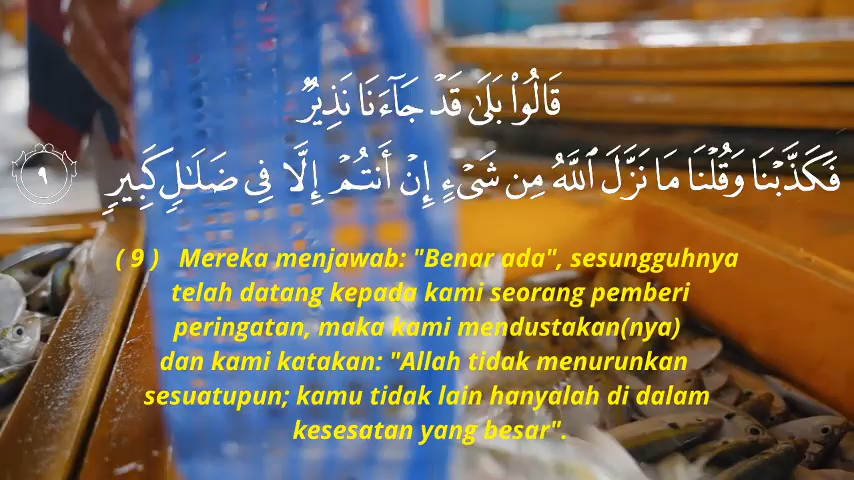 قَالُوا۟ بَلَىٰ قَدْ جَآءَنَا نَذِيرٌ
فَكَذَّبْنَا وَقُلْنَا مَا نَزَّلَ ٱللَّهُ مِن شَىْءٍ إِنْ أَنتُمْ إِلَّا فِى ضَلَـٰلٍ كَبِيرٍ ٩
( 9 ) Mereka menjawab: "Benar ada", sesungguhnya
telah datang kepada kami seorang pemberi
peringatan, maka kami mendustakan(nya)
dan kami katakan: "Allah tidak menurunkan
sesuatupun; kamu tidak lain hanyalah di dalam
kesesatan yang besar".